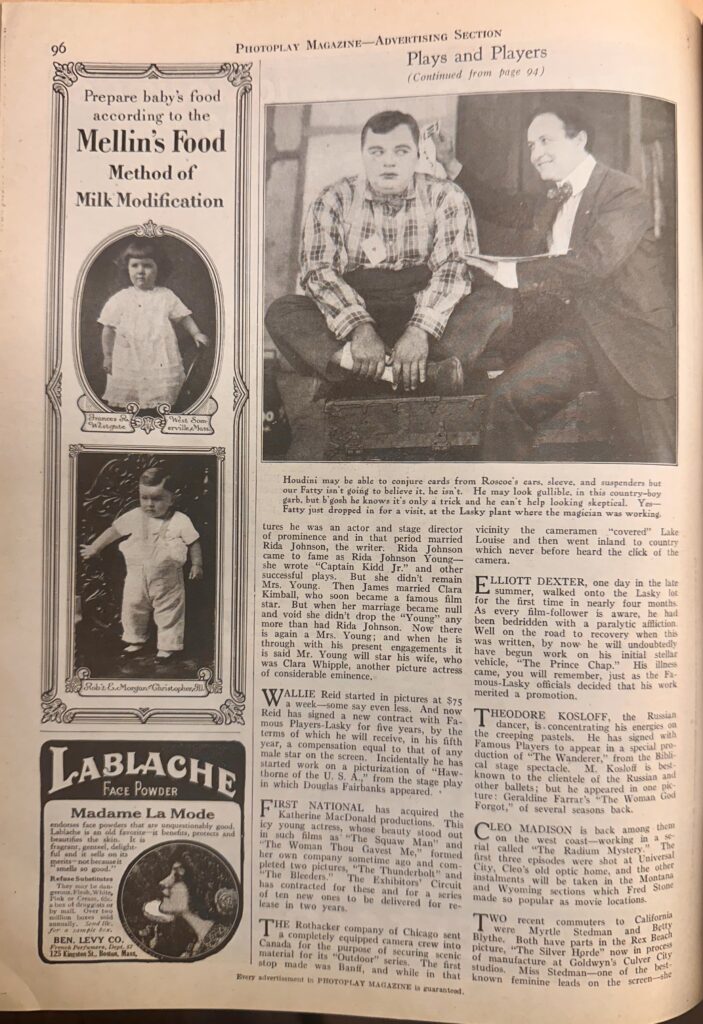 96
PHOTOPLAY MAGAZINE—ADVERTISING SECTION
Prepare baby's food
according to the
Mellin's Food
Method of
Milk Modification
Westgate
West Som-
erville, Mass.
Rob't E. Morgan Christopher, Ill.
LABLACHE
FACE POWDER
Madame La Mode
endorses face powders that are unquestionably good.
Lablache is an old favorite—it benefits, protects and
beautifies the skin. It is
fragrant, genteel, delight-
ful and it sells on its
merits—not because it
smells so good."
Refuse Substitutes
They may be dan-
gerous. Flesh, White,
Pink or Cream,
a box of druggists or
by mail. Over two
million boxes sold
annually. Send
for a sample box.
BEN. LEVY CO.
French Perfumers, Dept.
125 Kingston St., Boston, Mass.
Plays and Players
(Continued from page 94)
Houdini may be able to conjure cards from Roscoe's ears, sleeve, and suspenders but
our Fatty isn't going to believe it, he isn't. He may look gullible, in this country-boy
garb, but b'gosh he knows it's only a trick and he can't help looking skeptical. Yes—
Fatty just dropped in for a visit, at the Lasky plant where the magician was working.
tures he was an actor and stage director
of prominence and in that period married
Rida Johnson, the writer. Rida Johnson
came to fame as Rida Johnson Young—
she wrote "Captain Kidd Jr." and other
successful plays. But she didn't remain
Mrs. Young. Then James married Clara
Kimball, who soon became a famous film
star. But when her marriage became null
and void she didn't drop the "Young" any
more than had Rida Johnson. Now there
is again a Mrs. Young; and when he is
through with his present engagements it
is said Mr. Young will star his wife, who
was Clara Whipple, another picture actress
of considerable eminence.
WALLIE Reid started in pictures at $75
a week—some say even less. And now
Reid has signed a new contract with Fa-
mous Players-Lasky for five years, by the
terms of which he will receive, in his fifth
year, a compensation equal to that of any
male star on the screen. Incidentally he has
started work on a picturization of "Haw-
thorne of the U. S. A.," from the stage play
in which Douglas Fairbanks appeared.
FIRST NATIONAL has acquired the
Katherine MacDonald productions. This
icy young actress, whose beauty stood out
in such films as "The Squaw Man" and
"The Woman Thou Gavest Me," formed
her own company sometime ago and com-
pleted two pictures, "The Thunderbolt" and
"The Bleeders." The Exhibitors' Circuit
has contracted for these and for a series
of ten new ones to be delivered for re-
lease in two years.
THE Rothacker company of Chicago sent
a completely equipped camera crew into
Canada for the purpose of securing scenic
material for its "Outdoor" series. The first
stop made was Banff, and while in that
vicinity the cameramen "covered" Lake
Louise and then went inland to country
which never before heard the click of the
camera.
ELLIOTT DEXTER, one day in the late
summer, walked onto the Lasky lot
for the first time in nearly four months.
As every film-follower is aware, he had
been bedridden with a paralytic affliction.
Well on the road to recovery when this
was written, by now he will undoubtedly
have begun work on his initial stellar
vehicle, "The Prince Chap." His illness
came, you will remember, just as the Fa-
mous-Lasky officials decided that his work
merited a promotion.
THEODORE KOSLOFF, the Russian
dancer, is concentrating his energies on
the creeping pastels. He has signed with
Famous Players to appear in a special pro-
duction of "The Wanderer," from the Bibli-
cal stage spectacle. M. Kosloff is best-
known to the clientele of the Russian and
other ballets; but he appeared in one pic-
ture: Geraldine Farrar's "The Woman God
Forgot," of several seasons back.
CLEO MADISON is back among them
on the west coast—working in a se-
rial called "The Radium Mystery." The
first three episodes were shot at Universal
City, Cleo's old optic home, and the other
instalments will be taken in the Montana
and Wyoming sections which Fred Stone
made so popular as movie locations.
TWO recent commuters to California
were Myrtle Stedman and Betty
Blythe. Both have parts in the Rex Beach
picture, "The Silver Horde" now in process
of manufacture at Goldwyn's Culver City
studios. Miss Stedman—one of the best-
known feminine leads on the screen—she
Every advertisement in PHOTOPLAY MAGAZINE is guaranteed.